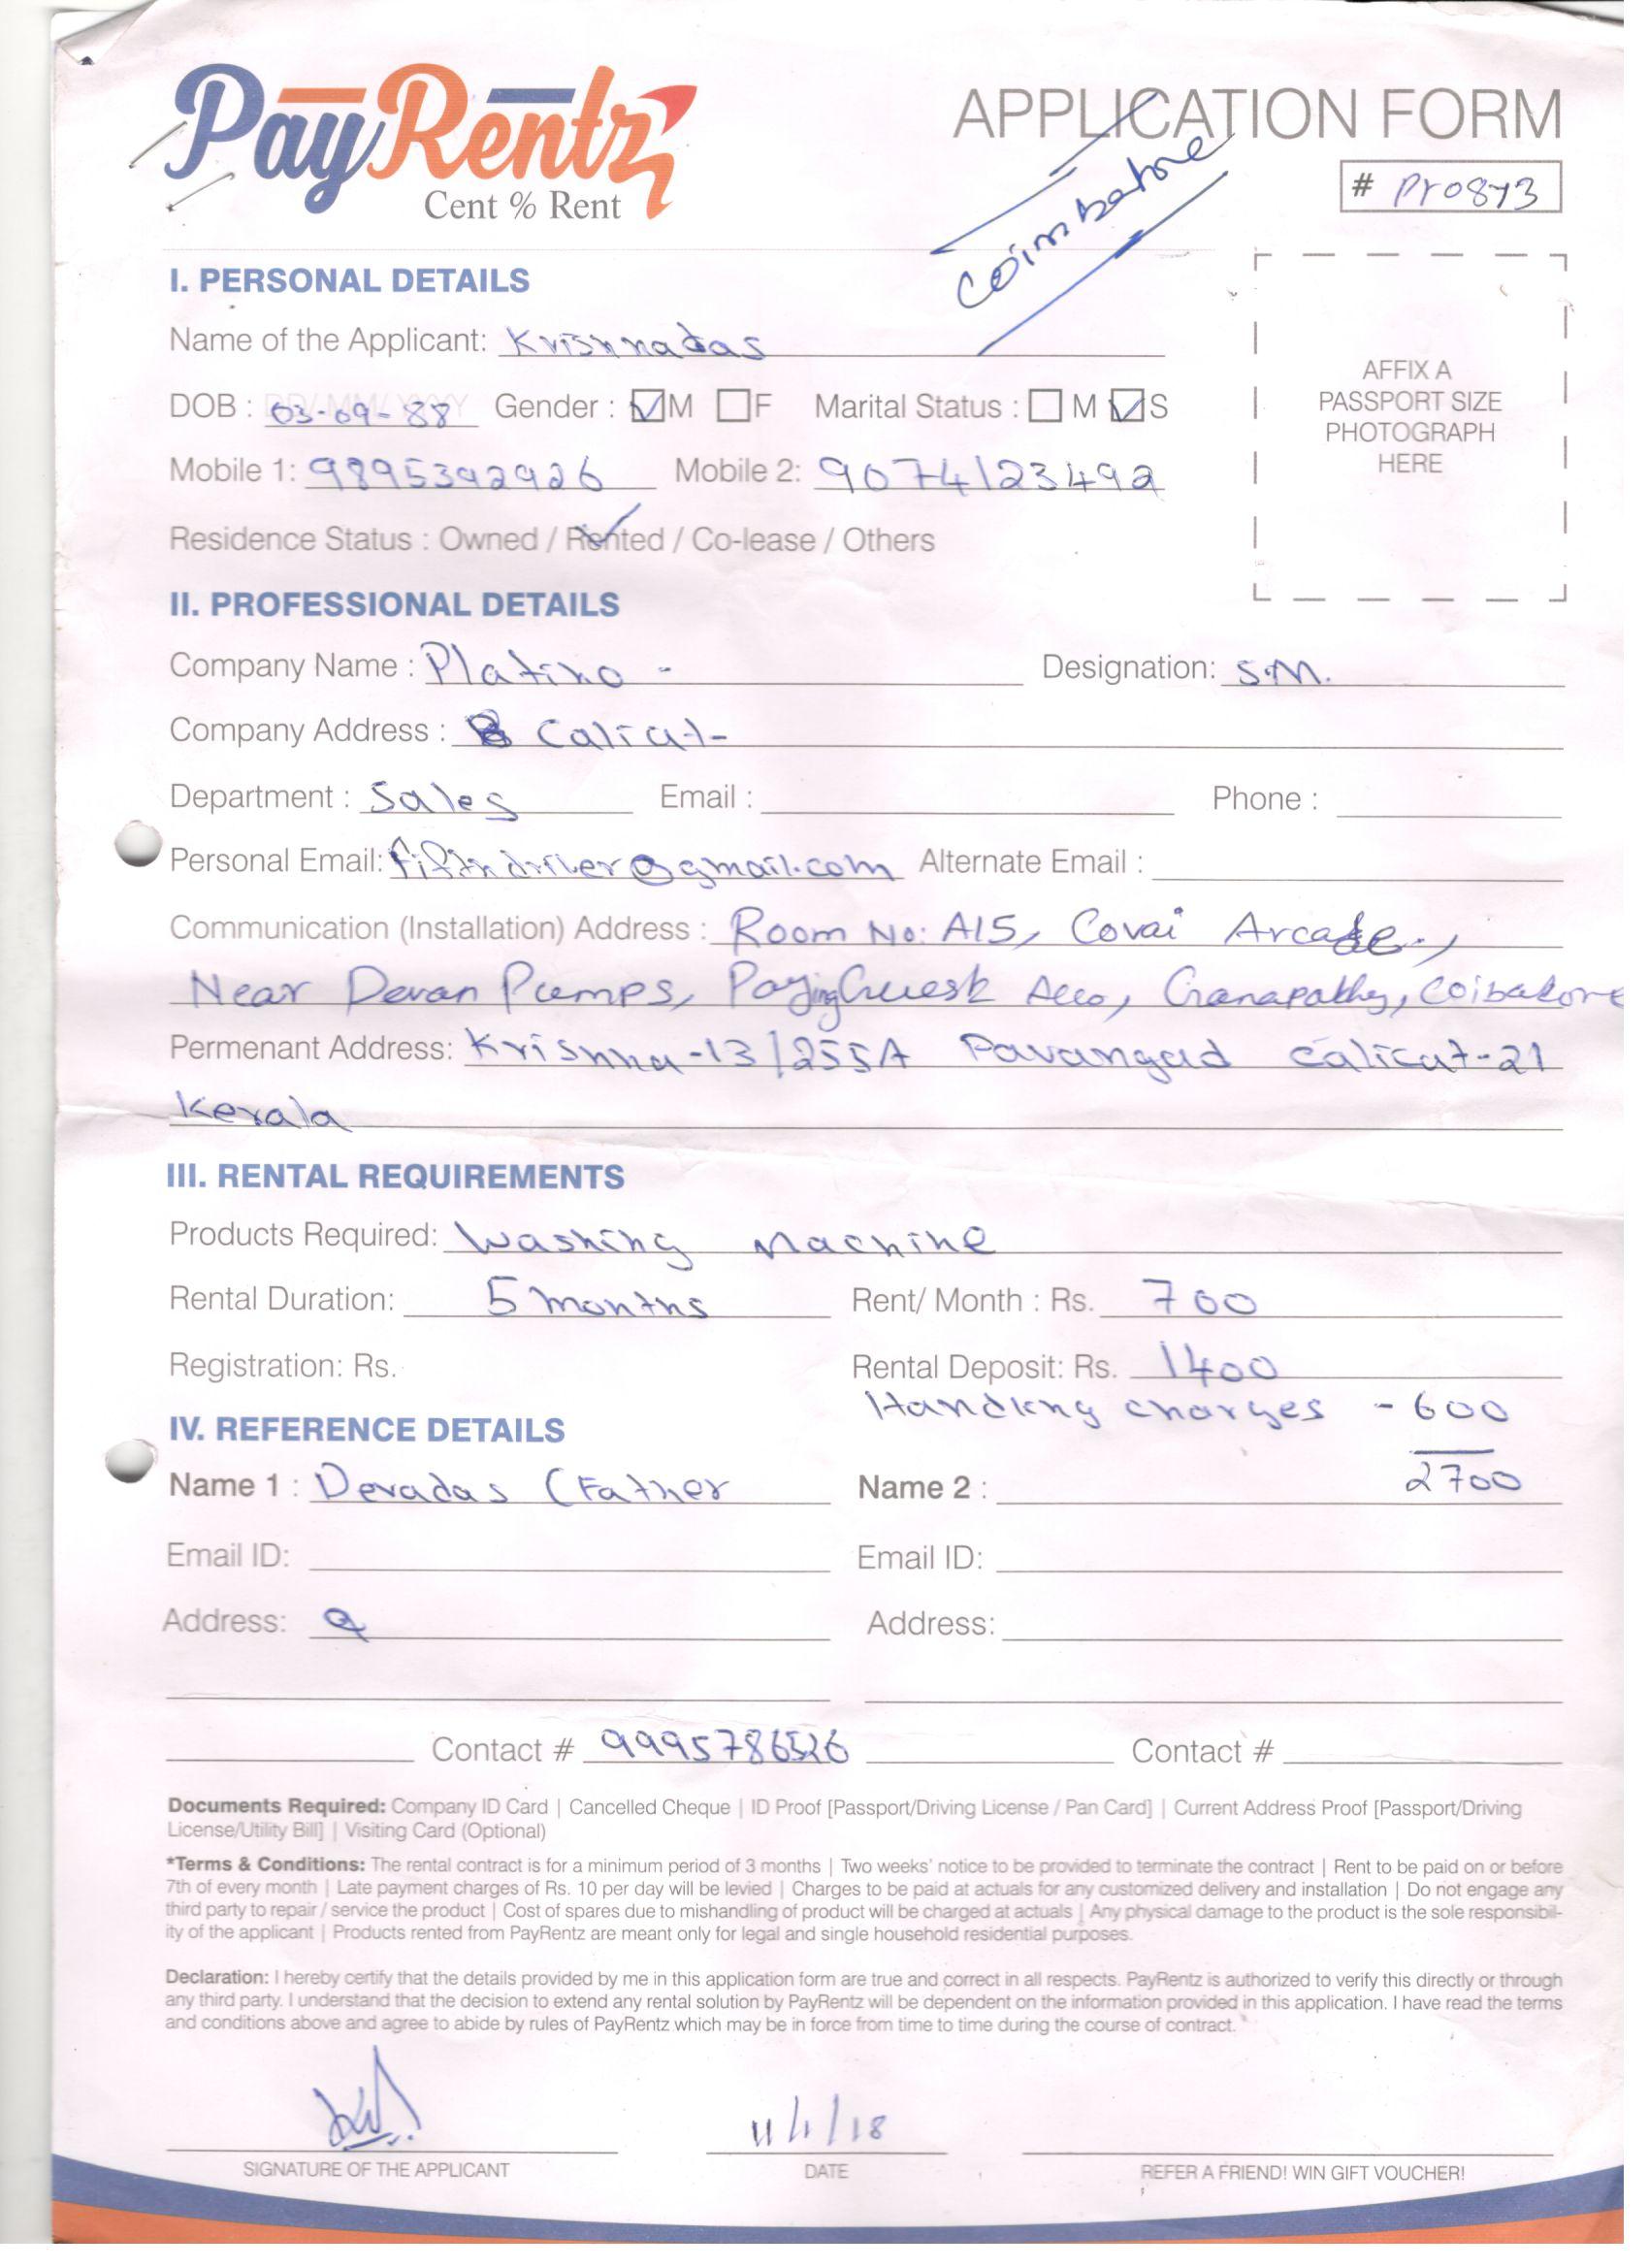 PayRentz
Cent % Rent
APPLICATION FORM
# Pr0873
Coimbatore
I. PERSONAL DETAILS
Name of the Applicant: Krishnadas
DOB : 03-09-88 Gender : M F Marital Status : M S
Mobile 1: 9895392926 Mobile 2: 9074123492
Residence Status : Owned / Rented / Co-lease / Others
AFFIX A
PASSPORT SIZE
PHOTOGRAPH
HERE
II. PROFESSIONAL DETAILS
Company Name : Platino - Designation: S.M.
Company Address : Calicut
Department : Sales Email : Phone :
Personal Email: @gmail.com Alternate Email :
Communication (Installation) Address : Room No: A15, Covai Arcade.,
Near Devan Pumps, Paying Guest Acco, Ganapathy, Coibatore
Permenant Address: Krishna-13/255A Pavangad Calicut-21
Kerala
III. RENTAL REQUIREMENTS
Products Required: Washing Machine
Rental Duration: 5 months Rent/ Month : Rs. 700
Registration: Rs. Rental Deposit: Rs. 1400
Handling charges - 600
2700
IV. REFERENCE DETAILS
Name 1 : Devadas (Father Name 2 :
Email ID: Email ID:
Address: Address:
Contact # 9995786526 Contact #
Documents Required: Company ID Card | Cancelled Cheque | ID Proof [Passport/Driving License / Pan Card] | Current Address Proof [Passport/Driving
License/Utility Bill] | Visiting Card (Optional)
*Terms & Conditions: The rental contract is for a minimum period of 3 months | Two weeks' notice to be provided to terminate the contract | Rent to be paid on or before
7th of every month | Late payment charges of Rs. 10 per day will be levied | Charges to be paid at actuals for any customized delivery and installation | Do not engage any
third party to repair / service the product | Cost of spares due to mishandling of product will be charged at actuals | Any physical damage to the product is the sole responsibil-
ity of the applicant | Products rented from PayRentz are meant only for legal and single household residential purposes.
Declaration: I hereby certify that the details provided by me in this application form are true and correct in all respects. PayRentz is authorized to verify this directly or through
any third party. I understand that the decision to extend any rental solution by PayRentz will be dependent on the information provided in this application. I have read the terms
and conditions above and agree to abide by rules of PayRentz which may be in force from time to time during the course of contract.
11/1/18
SIGNATURE OF THE APPLICANT DATE REFER A FRIEND! WIN GIFT VOUCHER!